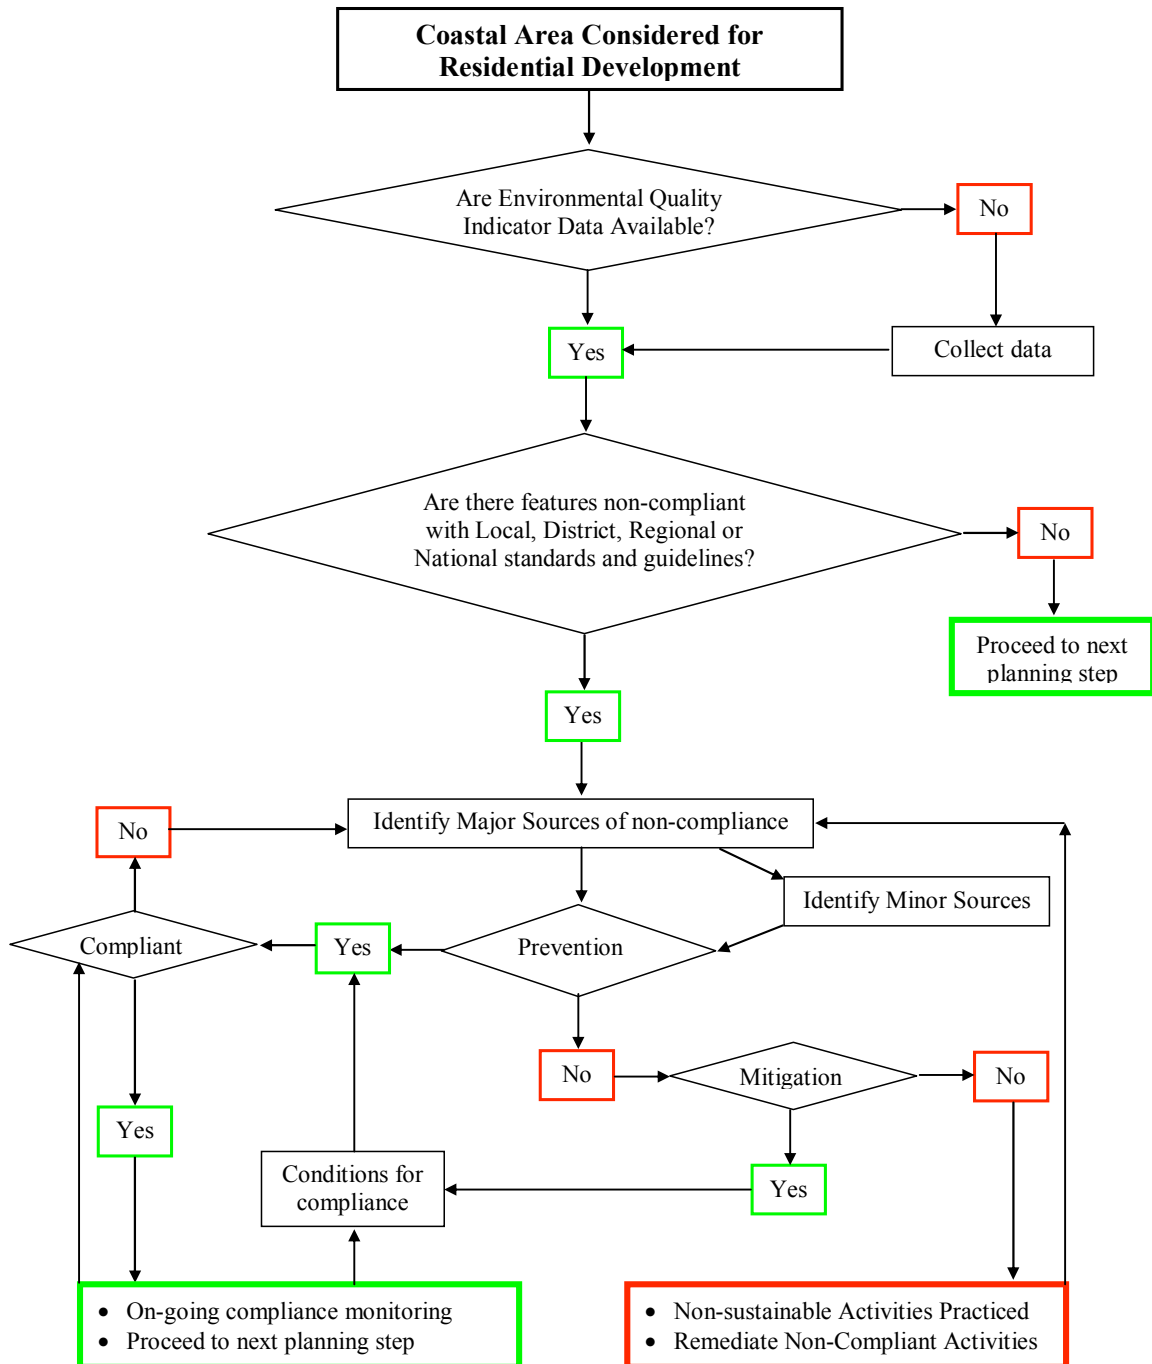 Coastal Area Considered for
Residential Development
Are Environmental Quality
Indicator Data Available?
No
Yes
Collect data
Are there features non-compliant
with Local, District, Regional or
National standards and guidelines?
No
Proceed to next
planning step
Yes
No
Identify Major Sources of non-compliance
Identify Minor Sources
Compliant
Yes
Prevention
No
Mitigation
No
Yes
Conditions for
compliance
Yes
• On-going compliance monitoring
• Proceed to next planning step
• Non-sustainable Activities Practiced
• Remediate Non-Compliant Activities